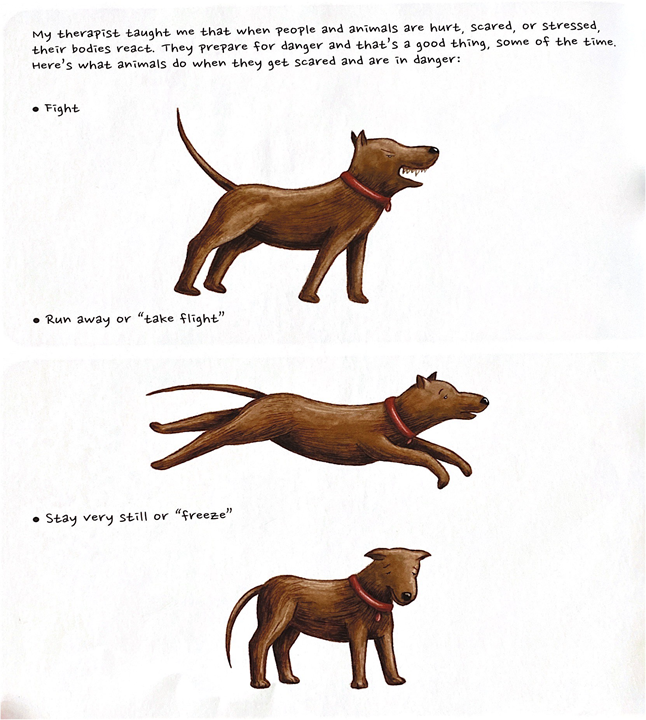 My therapist taught me that when people and animals are hurt, scared, or stressed,
their bodies react. They prepare for danger and that's a good thing, some of the time.
Here's what animals do when they get scared and are in danger:
• Fight
• Run away or "take flight"
• Stay very still or "freeze"